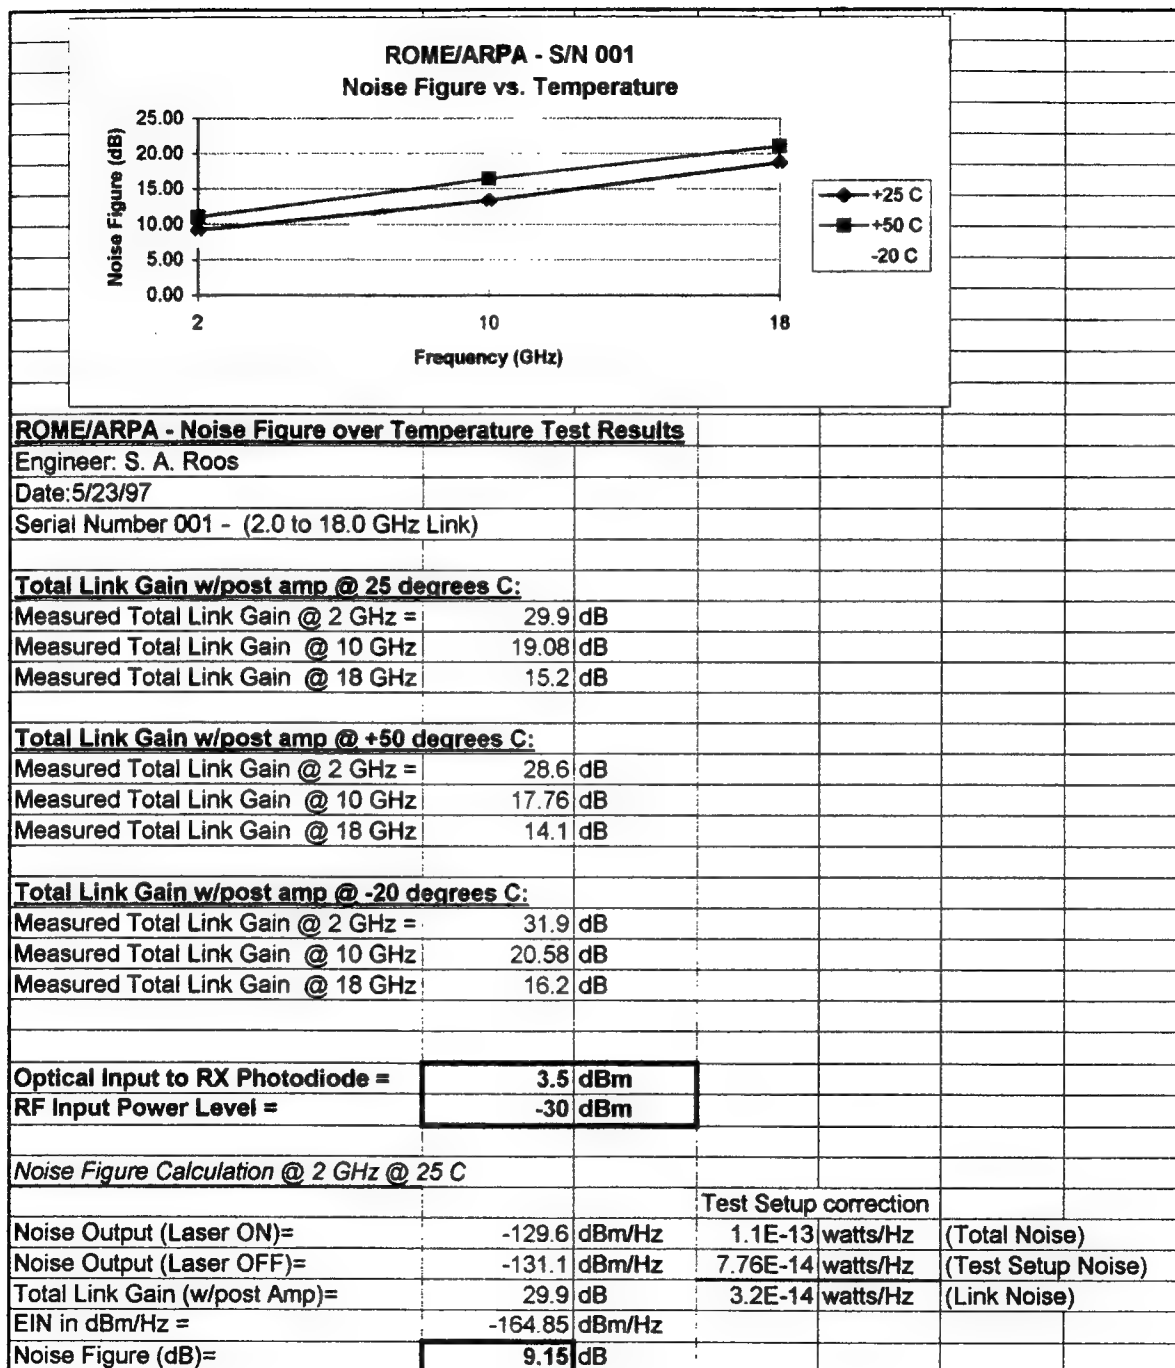 ROME/ARPA - S/N 001
Noise Figure vs. Temperature
Noise Figure (dB)
25.00
20.00
15.00
10.00
5.00
0.00
2 10 18
Frequency (GHz)
+25 C
+50 C
-20 C
ROME/ARPA - Noise Figure over Temperature Test Results
Engineer: S. A. Roos
Date:5/23/97
Serial Number 001 - (2.0 to 18.0 GHz Link)
Total Link Gain w/post amp @ 25 degrees C:
Measured Total Link Gain @ 2 GHz = 29.9 dB
Measured Total Link Gain @ 10 GHz 19.08 dB
Measured Total Link Gain @ 18 GHz 15.2 dB
Total Link Gain w/post amp @ +50 degrees C:
Measured Total Link Gain @ 2 GHz = 28.6 dB
Measured Total Link Gain @ 10 GHz 17.76 dB
Measured Total Link Gain @ 18 GHz 14.1 dB
Total Link Gain w/post amp @ -20 degrees C:
Measured Total Link Gain @ 2 GHz = 31.9 dB
Measured Total Link Gain @ 10 GHz 20.58 dB
Measured Total Link Gain @ 18 GHz 16.2 dB
Optical Input to RX Photodiode = 3.5 dBm
RF Input Power Level = -30 dBm
Noise Figure Calculation @ 2 GHz @ 25 C
Test Setup correction
Noise Output (Laser ON)= -129.6 dBm/Hz 1.1E-13 watts/Hz (Total Noise)
Noise Output (Laser OFF)= -131.1 dBm/Hz 7.76E-14 watts/Hz (Test Setup Noise)
Total Link Gain (w/post Amp)= 29.9 dB 3.2E-14 watts/Hz (Link Noise)
EIN in dBm/Hz = -164.85 dBm/Hz
Noise Figure (dB)= 9.15 dB